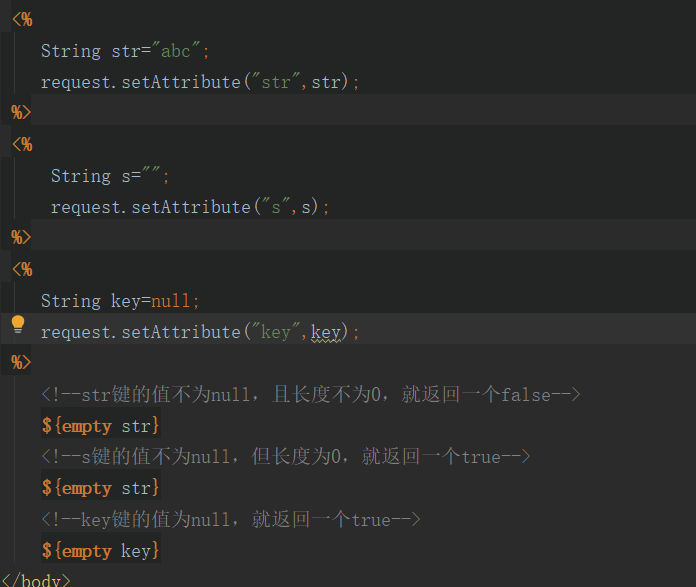 <%
String str="abc";
request.setAttribute("str",str);
%>
<%
String s="";
request.setAttribute("s",s);
%>
<%
String key=null;
request.setAttribute("key",key);
%>
<!--str键的值不为null，且长度不为0，就返回一个false-->
${empty str}
<!--s键的值不为null，但长度为0，就返回一个true-->
${empty str}
<!--key键的值为null，就返回一个true-->
${empty key}
</body>